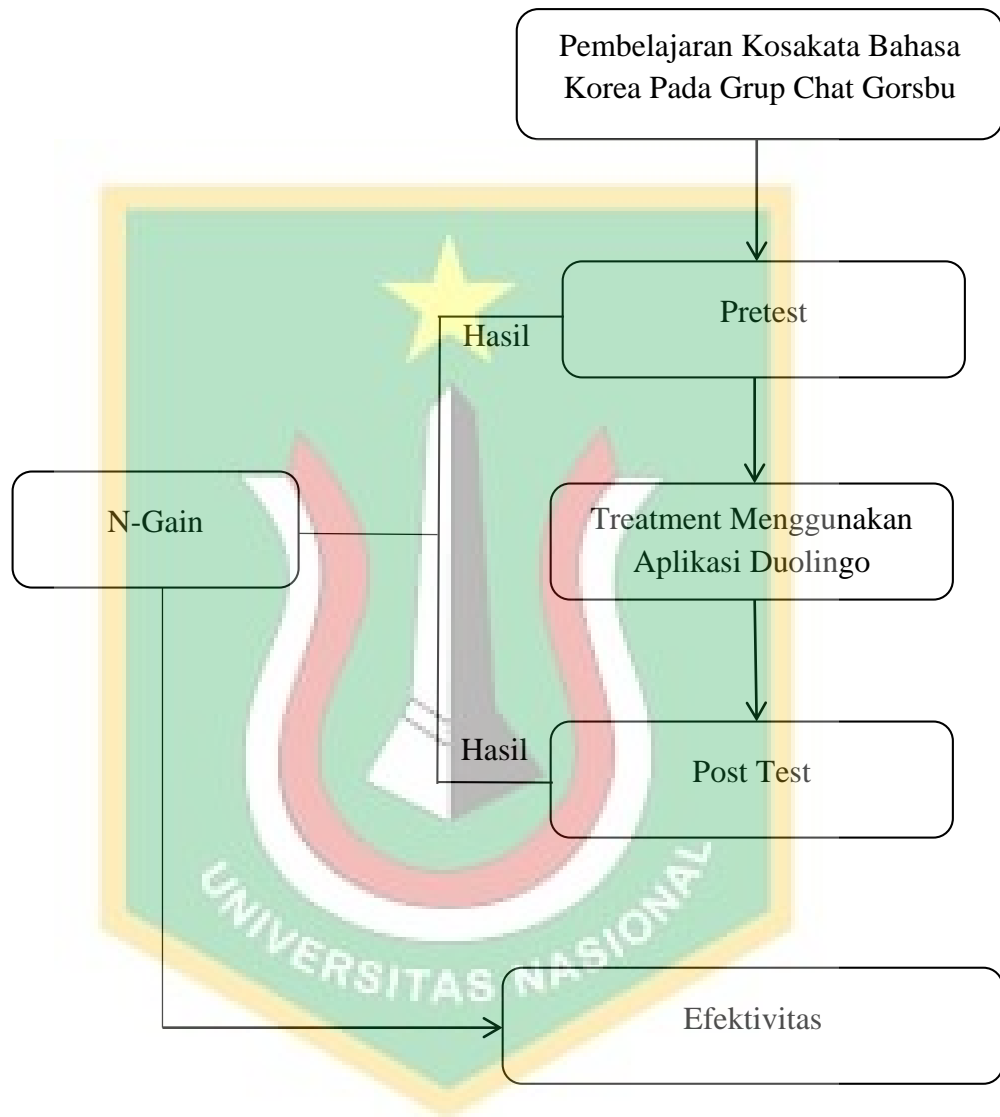 Pembelajaran Kosakata Bahasa
Korea Pada Grup Chat Gorsbu
Pretest
Hasil
N-Gain
Treatment Menggunakan
Aplikasi Duolingo
Hasil
Post Test
UNIVERSITAS NASIONAL
Efektivitas